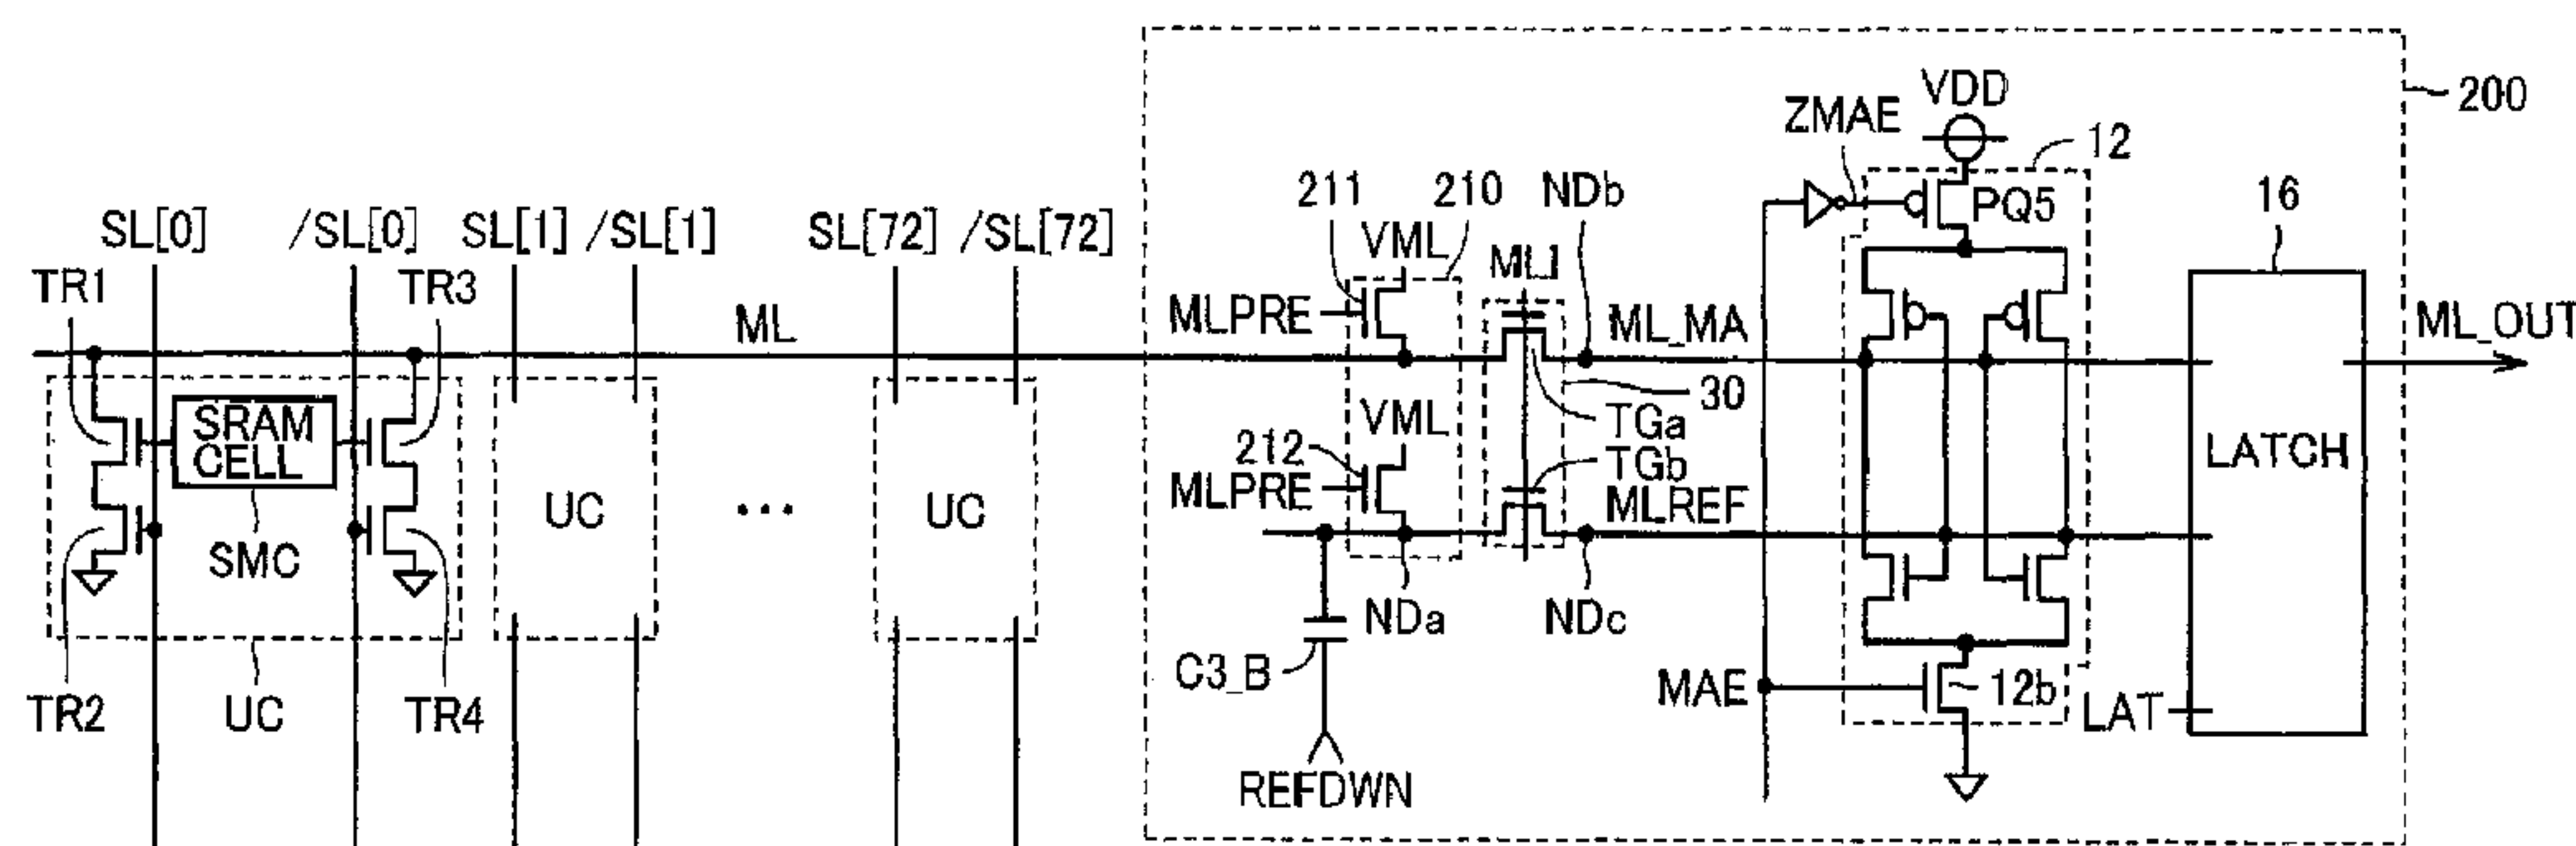 VDD
200
ZMAE
12
211
210
NDb
PQ5
16
SL[0]
/SL[0]
SL[1]
/SL[1]
SL[72]
/SL[72]
VML
MLI
TR1
TR3
ML
MLPRE
ML_MA
ML_OUT
30
SRAM
CELL
VML
TGa
212
TGb
LATCH
MLPRE
MLREF
UC
...
UC
SMC
NDa
NDc
C3_B
MAE
12b
LAT
TR2
UC
TR4
REFDWN